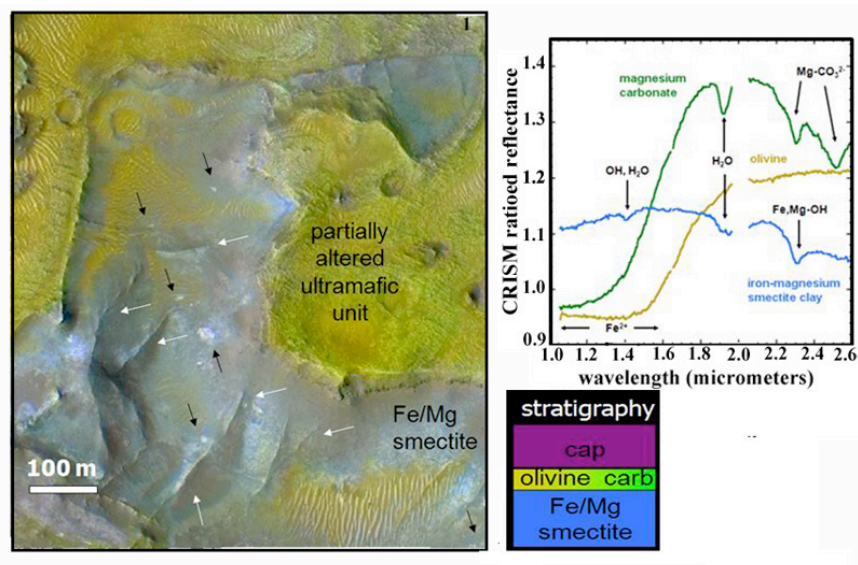 1
partially
altered
ultramafic
unit
Fe/Mg
smectite
100 m
CRISM ratioed reflectance
1.4
1.3
1.2
1.1
1.0
0.9
magnesium
carbonate
Mg-CO₃²⁻
H₂O
olivine
OH, H₂O
Fe,Mg-OH
iron-magnesium
smectite clay
Fe²⁺
1.0 1.2 1.4 1.6 1.8 2.0 2.2 2.4 2.6
wavelength (micrometers)
stratigraphy
cap
olivine carb
Fe/Mg
smectite